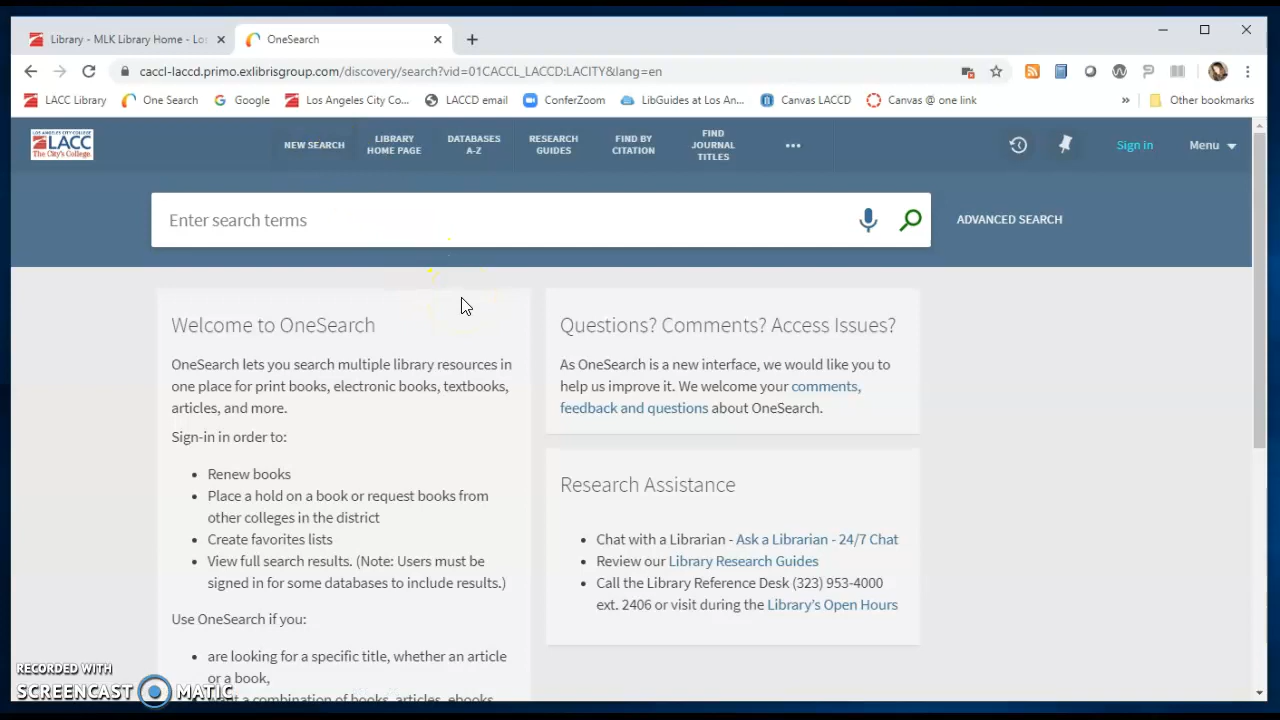 Library - MLK Library Home - Lo
OneSearch
caccl-laccd.primo.exlibrisgroup.com/discovery/search?vid=01CACCL_LACCD:LACITY&lang=en
LACC Library
One Search
Google
Los Angeles City Co...
LACCD email
ConferZoom
LibGuides at Los An...
Canvas LACCD
Canvas @ one link
»
Other bookmarks
LOS ANGELES CITY COLLEGE
LACC
The City's College
NEW SEARCH
LIBRARY
HOME PAGE
DATABASES
A-Z
RESEARCH
GUIDES
FIND BY
CITATION
FIND
JOURNAL
TITLES
Sign in
Menu
Enter search terms
ADVANCED SEARCH
Welcome to OneSearch
OneSearch lets you search multiple library resources in
one place for print books, electronic books, textbooks,
articles, and more.
Sign-in in order to:
Renew books
Place a hold on a book or request books from
other colleges in the district
Create favorites lists
View full search results. (Note: Users must be
signed in for some databases to include results.)
Use OneSearch if you:
are looking for a specific title, whether an article
or a book,
want a combination of books, articles, ebooks
Questions? Comments? Access Issues?
As OneSearch is a new interface, we would like you to
help us improve it. We welcome your comments,
feedback and questions about OneSearch.
Research Assistance
Chat with a Librarian - Ask a Librarian - 24/7 Chat
Review our Library Research Guides
Call the Library Reference Desk (323) 953-4000
ext. 2406 or visit during the Library's Open Hours
RECORDED WITH
SCREENCAST MATIC